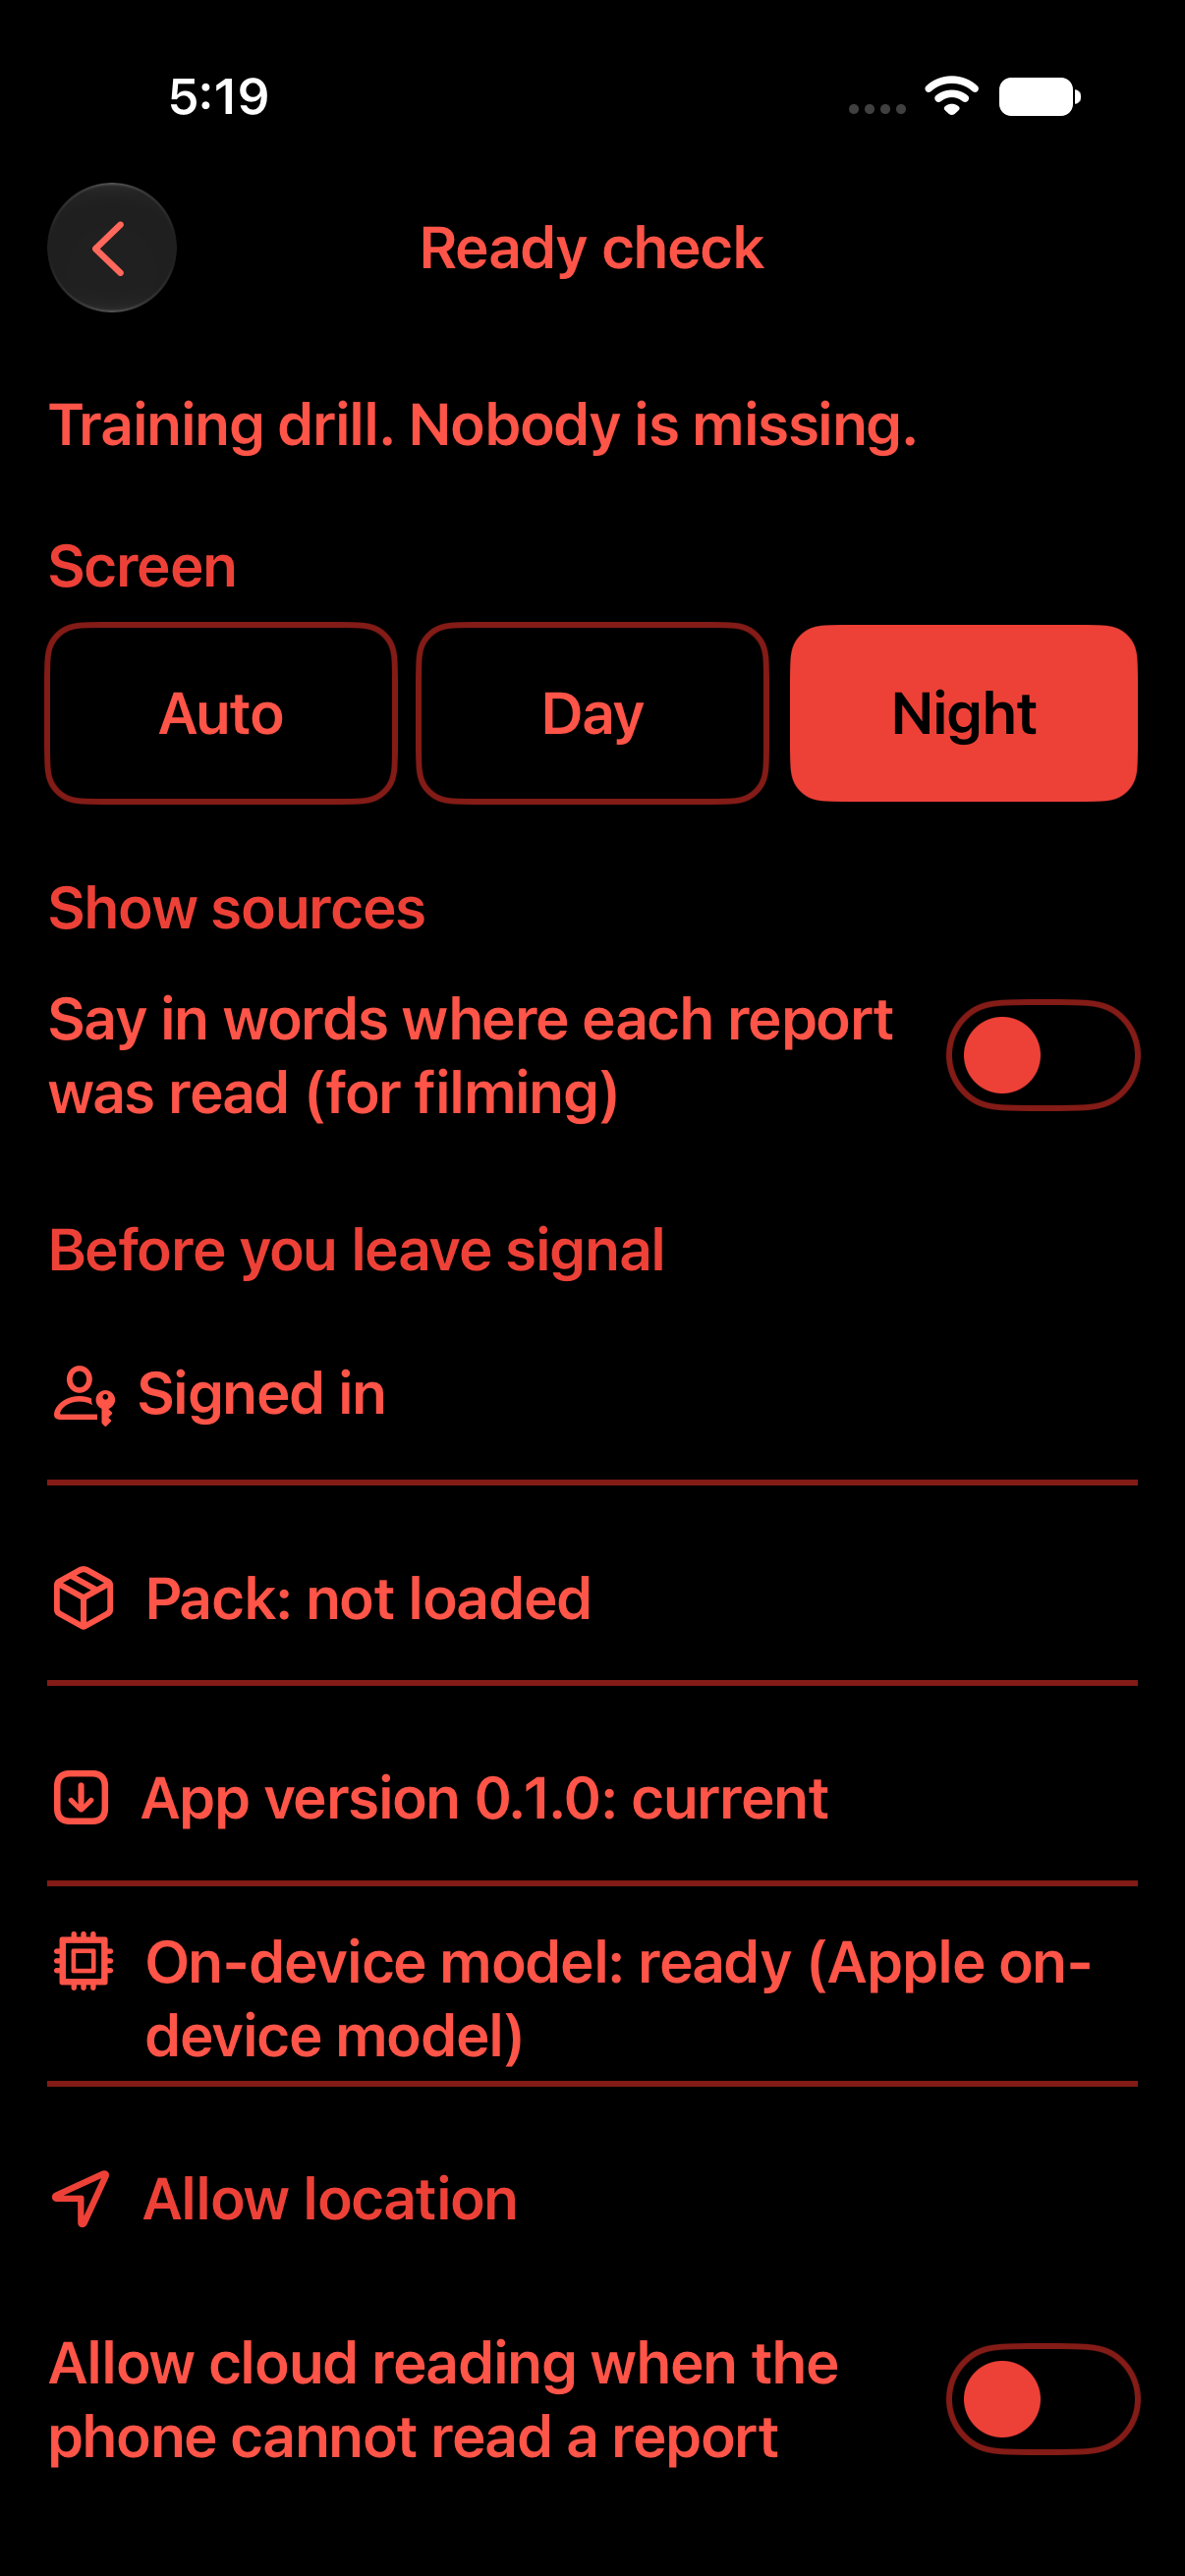 5:19
Ready check
Training drill. Nobody is missing.
Screen
Auto
Day
Night
Show sources
Say in words where each report
was read (for filming)
Before you leave signal
Signed in
Pack: not loaded
App version 0.1.0: current
On-device model: ready (Apple on-
device model)
Allow location
Allow cloud reading when the
phone cannot read a report